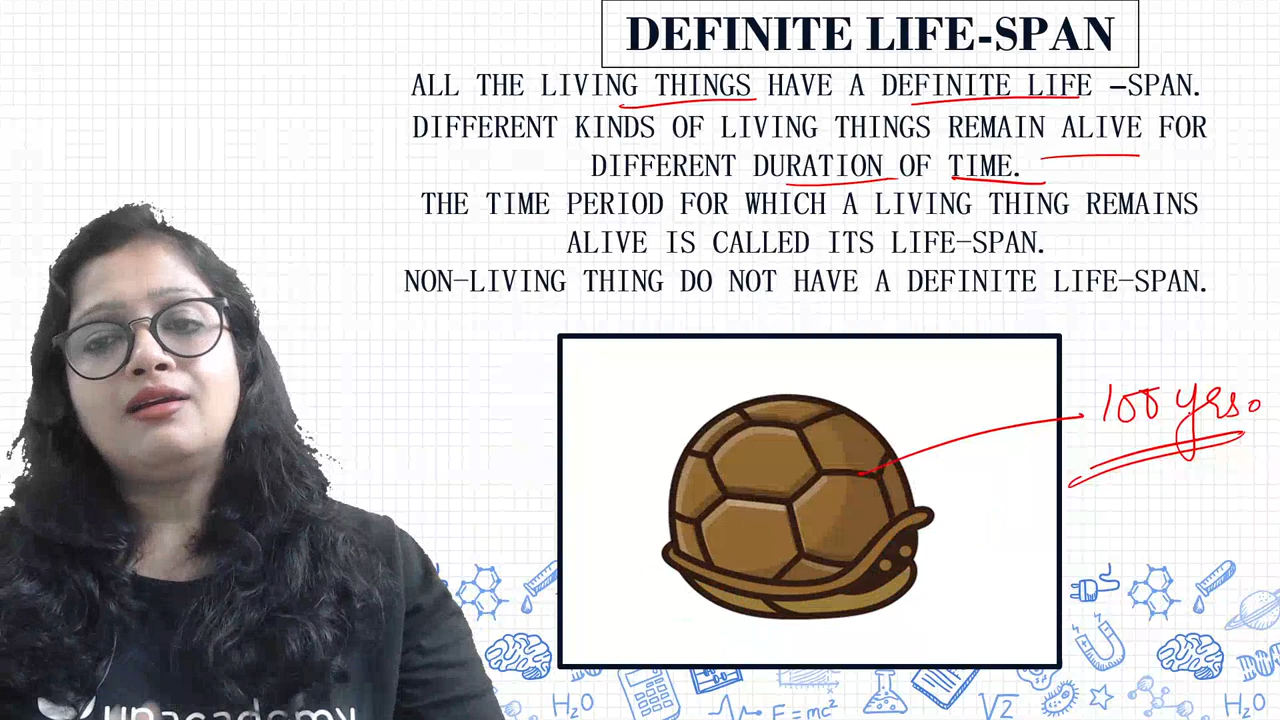 DEFINITE LIFE-SPAN
ALL THE LIVING THINGS HAVE A DEFINITE LIFE –SPAN.
DIFFERENT KINDS OF LIVING THINGS REMAIN ALIVE FOR
DIFFERENT DURATION OF TIME.
THE TIME PERIOD FOR WHICH A LIVING THING REMAINS
ALIVE IS CALLED ITS LIFE-SPAN.
NON-LIVING THING DO NOT HAVE A DEFINITE LIFE-SPAN.
100 yrs.
H₂O
E=mc²
√2
H₂O
unacademy